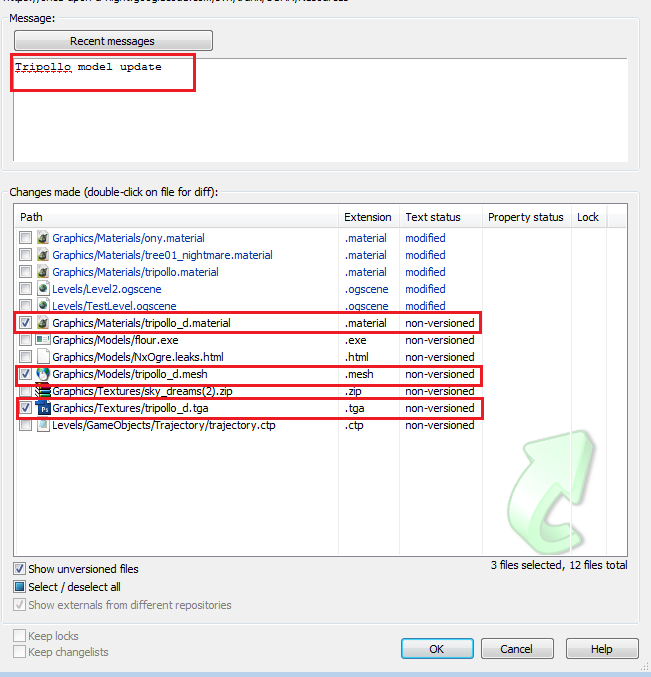 Message:
Recent messages
Tripollo model update
Changes made (double-click on file for diff):
Path Extension Text status Property status Lock
Graphics/Materials/ony.material .material modified
Graphics/Materials/tree01_nightmare.material .material modified
Graphics/Materials/tripollo.material .material modified
Levels/Level2.ogscene .ogscene modified
Levels/TestLevel.ogscene .ogscene modified
Graphics/Materials/tripollo_d.material .material non-versioned
Graphics/Models/flour.exe .exe non-versioned
Graphics/Models/NxOgre.leaks.html .html non-versioned
Graphics/Models/tripollo_d.mesh .mesh non-versioned
Graphics/Textures/sky_dreams(2).zip .zip non-versioned
Ps Graphics/Textures/tripollo_d.tga .tga non-versioned
Levels/GameObjects/Trajectory/trajectory.ctp .ctp non-versioned
Show unversioned files
3 files selected, 12 files total
Select / deselect all
Show externals from different repositories
Keep locks
Keep changelists
OK Cancel Help